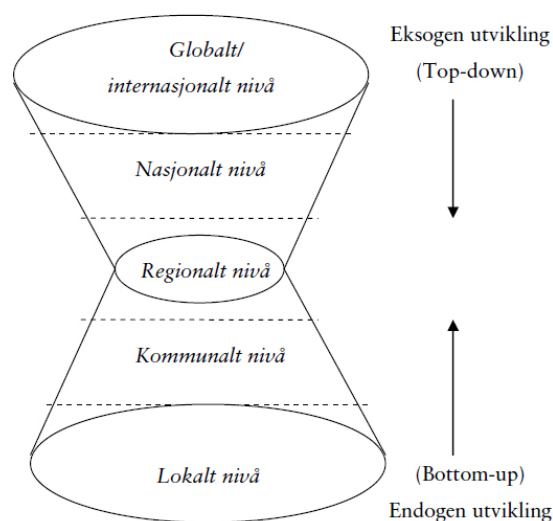 Globalt/
internasjonalt nivå
Eksogen utvikling
(Top-down)
Nasjonalt nivå
Regionalt nivå
Kommunalt nivå
Lokalt nivå
(Bottom-up)
Endogen utvikling